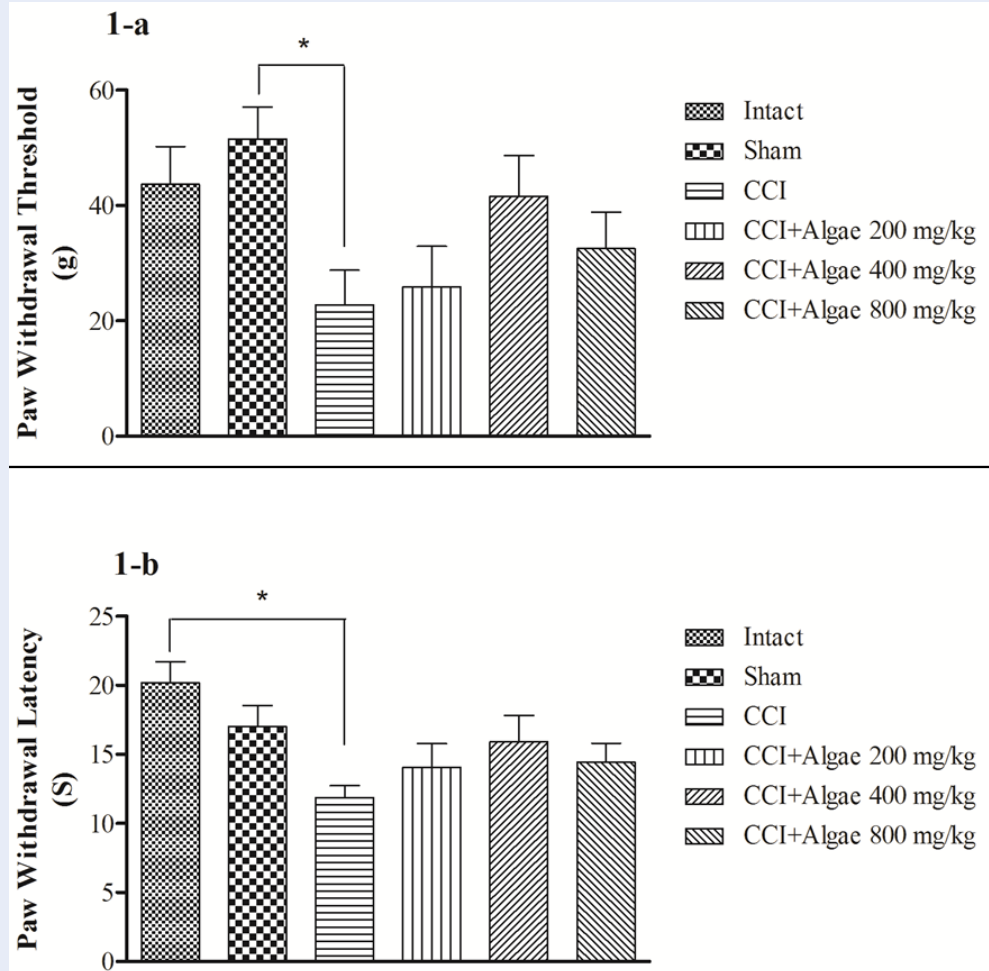 1-a
*
Paw Withdrawal Threshold
(g)
60
40
20
0
Intact
Sham
CCI
CCI+Algae 200 mg/kg
CCI+Algae 400 mg/kg
CCI+Algae 800 mg/kg
1-b
*
Paw Withdrawal Latency
(S)
25
20
15
10
5
0
Intact
Sham
CCI
CCI+Algae 200 mg/kg
CCI+Algae 400 mg/kg
CCI+Algae 800 mg/kg